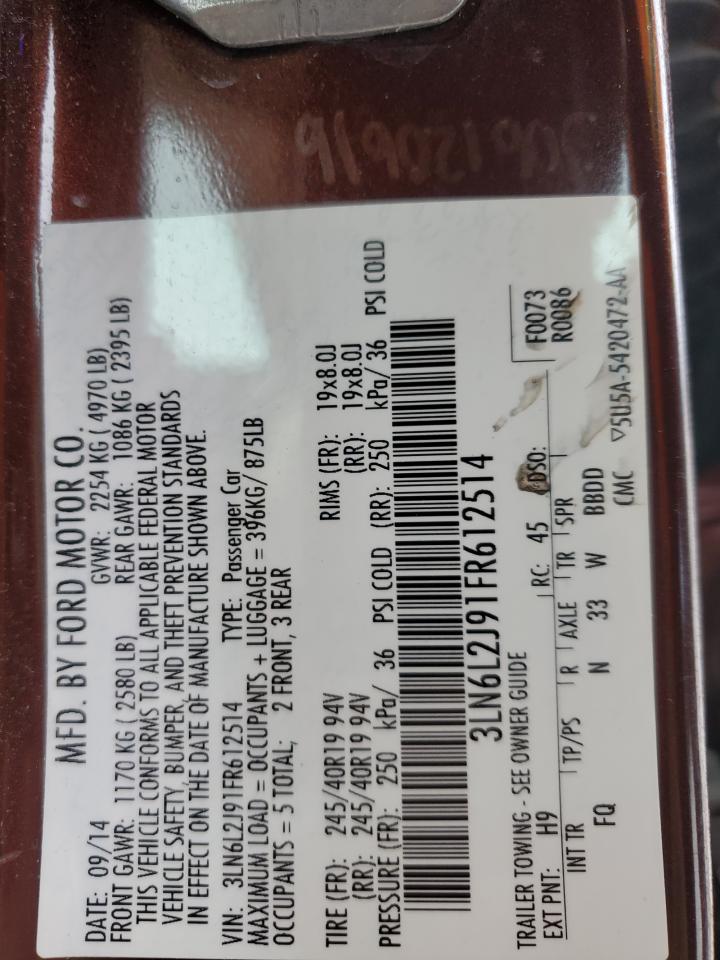 MFD. BY FORD MOTOR CO.
DATE: 09/14 GVWR: 2254 KG ( 4970 LB)
FRONT GAWR: 1170 KG ( 2580 LB) REAR GAWR: 1086 KG ( 2395 LB)
THIS VEHICLE CONFORMS TO ALL APPLICABLE FEDERAL MOTOR
VEHICLE SAFETY, BUMPER, AND THEFT PREVENTION STANDARDS
IN EFFECT ON THE DATE OF MANUFACTURE SHOWN ABOVE.
VIN: 3LN6L2J91FR612514 TYPE: Passenger Car
MAXIMUM LOAD = OCCUPANTS + LUGGAGE = 396KG/ 875LB
OCCUPANTS = 5 TOTAL; 2 FRONT, 3 REAR
TIRE (FR): 245/40R19 94V RIMS (FR): 19x8.0J
(RR): 245/40R19 94V (RR): 19x8.0J
PRESSURE (FR): 250 kPa/ 36 PSI COLD (RR): 250 kPa/ 36 PSI COLD
3LN6L2J91FR612514
TRAILER TOWING - SEE OWNER GUIDE F0073
EXT PNT: H9 RC: 45 DSO: R0086
INT TR TP/PS R AXLE TR SPR
FQ N 33 W BBDD
CMC ▽5U5A-5420472-AA